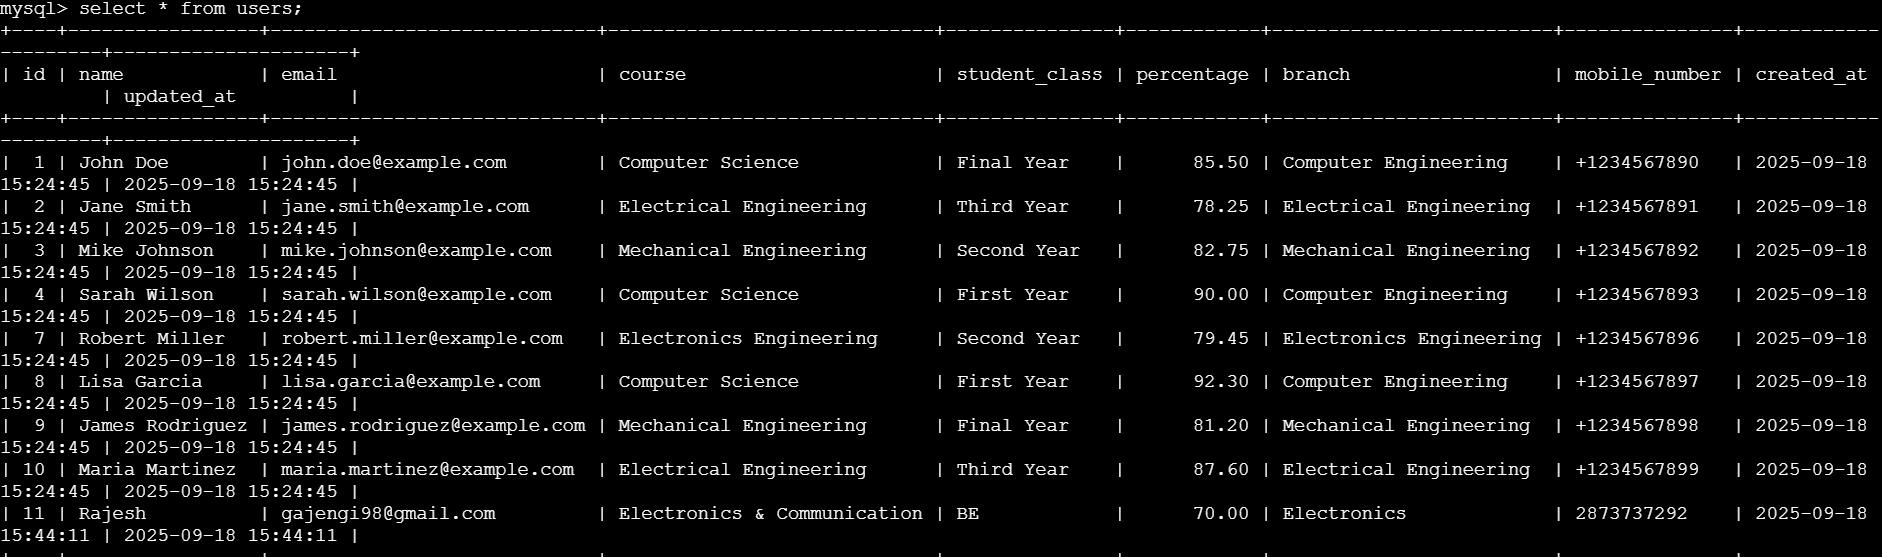 mysql> select * from users;
+----+-----------------+-----------------------------+-----------------------------+---------------+------------+-------------------------+---------------+------------
---------+---------------------+
| id | name            | email                       | course                      | student_class | percentage | branch                  | mobile_number | created_at
         | updated_at          |
+----+-----------------+-----------------------------+-----------------------------+---------------+------------+-------------------------+---------------+------------
---------+---------------------+
|  1 | John Doe        | john.doe@example.com        | Computer Science            | Final Year    |      85.50 | Computer Engineering    | +1234567890   | 2025-09-18
15:24:45 | 2025-09-18 15:24:45 |
|  2 | Jane Smith      | jane.smith@example.com      | Electrical Engineering      | Third Year    |      78.25 | Electrical Engineering  | +1234567891   | 2025-09-18
15:24:45 | 2025-09-18 15:24:45 |
|  3 | Mike Johnson    | mike.johnson@example.com    | Mechanical Engineering      | Second Year   |      82.75 | Mechanical Engineering  | +1234567892   | 2025-09-18
15:24:45 | 2025-09-18 15:24:45 |
|  4 | Sarah Wilson    | sarah.wilson@example.com    | Computer Science            | First Year    |      90.00 | Computer Engineering    | +1234567893   | 2025-09-18
15:24:45 | 2025-09-18 15:24:45 |
|  7 | Robert Miller   | robert.miller@example.com   | Electronics Engineering     | Second Year   |      79.45 | Electronics Engineering | +1234567896   | 2025-09-18
15:24:45 | 2025-09-18 15:24:45 |
|  8 | Lisa Garcia     | lisa.garcia@example.com     | Computer Science            | First Year    |      92.30 | Computer Engineering    | +1234567897   | 2025-09-18
15:24:45 | 2025-09-18 15:24:45 |
|  9 | James Rodriguez | james.rodriguez@example.com | Mechanical Engineering      | Final Year    |      81.20 | Mechanical Engineering  | +1234567898   | 2025-09-18
15:24:45 | 2025-09-18 15:24:45 |
| 10 | Maria Martinez  | maria.martinez@example.com  | Electrical Engineering      | Third Year    |      87.60 | Electrical Engineering  | +1234567899   | 2025-09-18
15:24:45 | 2025-09-18 15:24:45 |
| 11 | Rajesh          | gajengi98@gmail.com         | Electronics & Communication | BE            |      70.00 | Electronics             | 2873737292    | 2025-09-18
15:44:11 | 2025-09-18 15:44:11 |